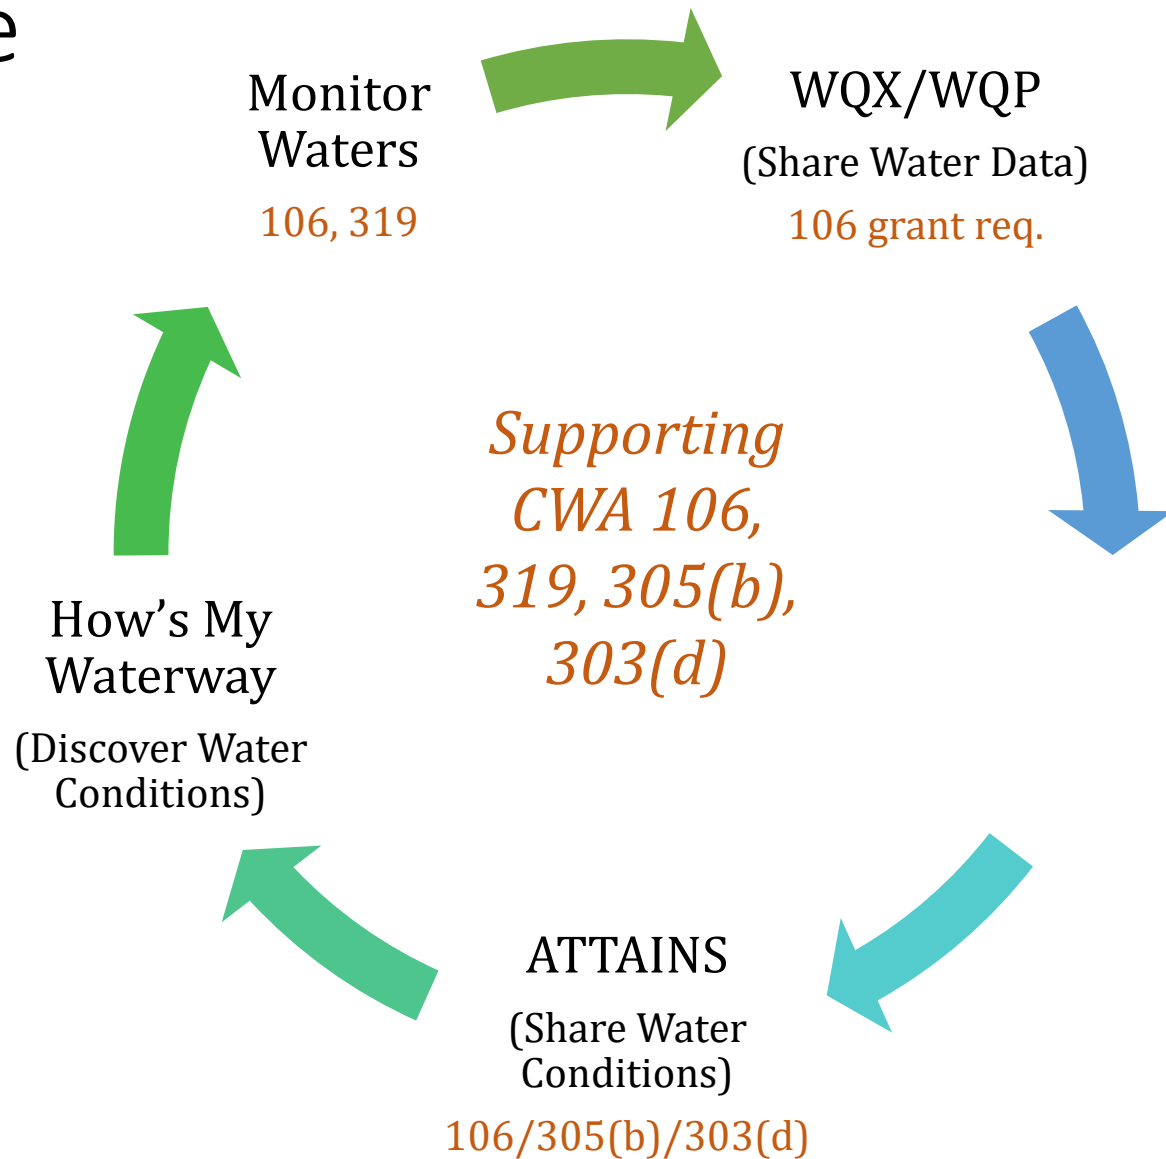 e
Monitor
Waters
106, 319
WQX/WQP
(Share Water Data)
106 grant req.
Supporting
CWA 106,
319, 305(b),
303(d)
How’s My
Waterway
(Discover Water
Conditions)
ATTAINS
(Share Water
Conditions)
106/305(b)/303(d)